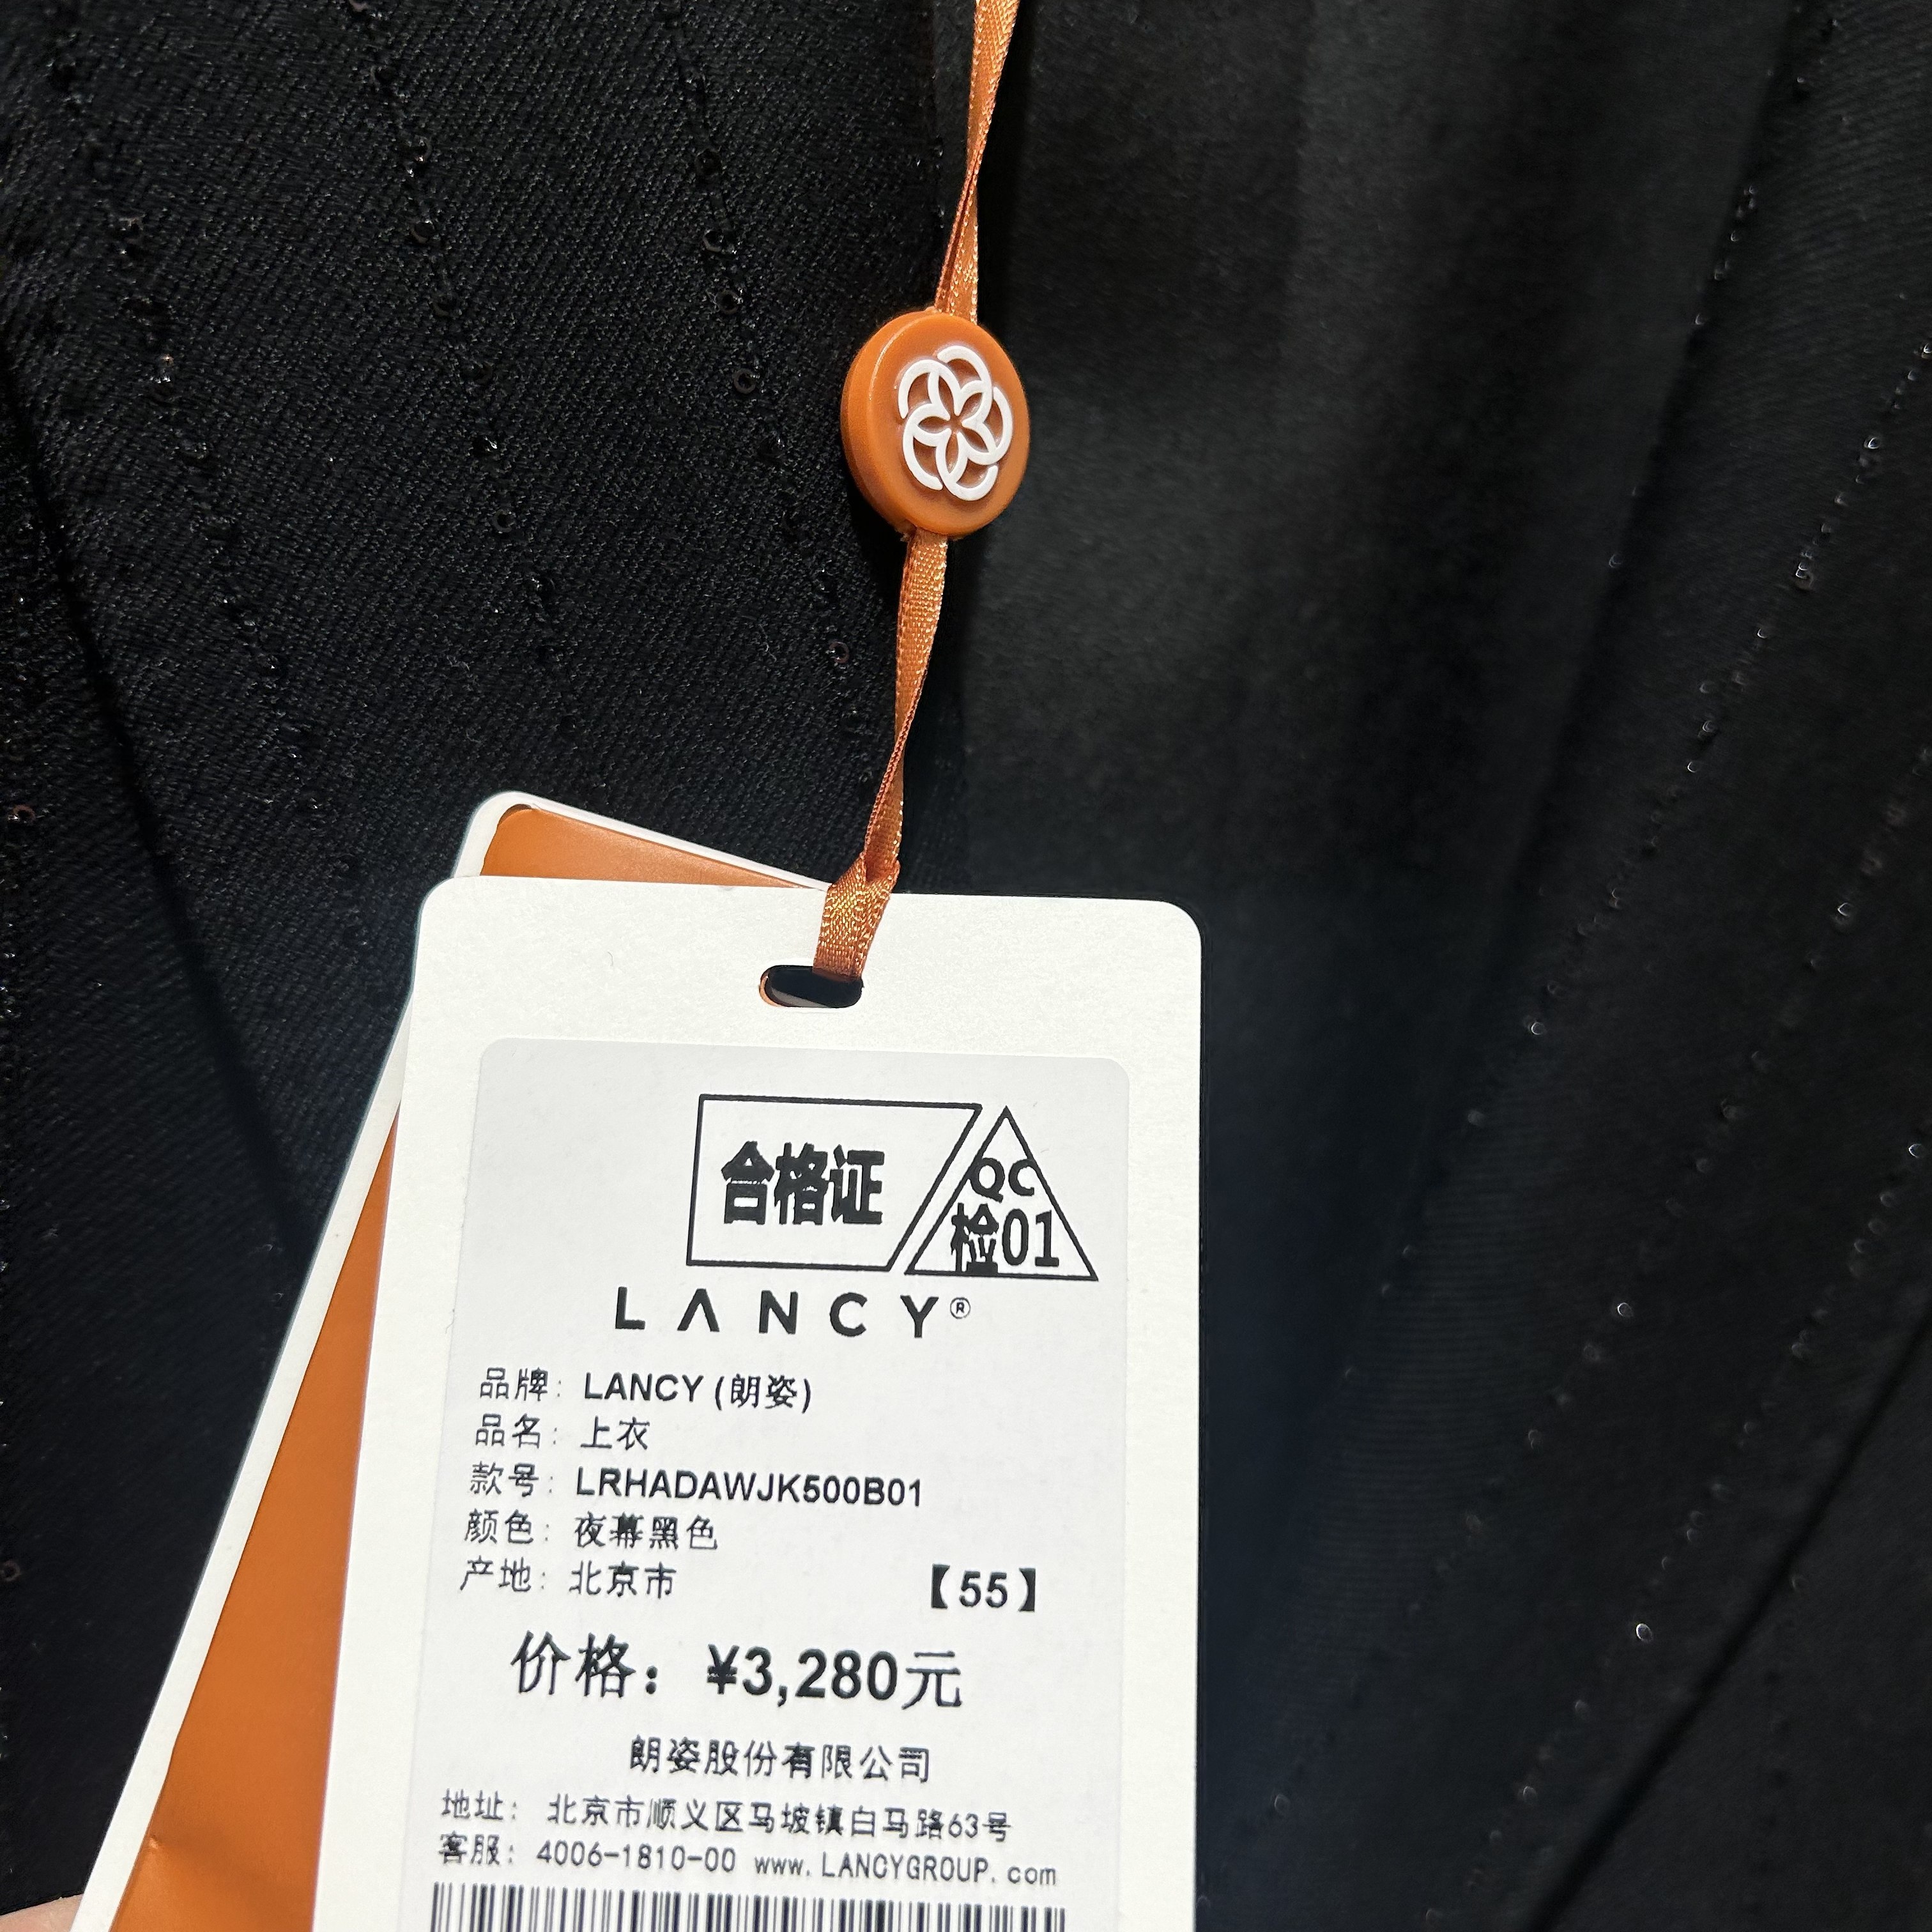 合格证
QC
检01
LANCY®
品牌: LANCY (朗姿)
品名: 上衣
款号: LRHADAWJK500B01
颜色: 夜幕黑色
产地: 北京市 【55】
价格: ¥3,280元
朗姿股份有限公司
地址: 北京市顺义区马坡镇白马路63号
客服: 4006-1810-00 www.LANCYGROUP.com